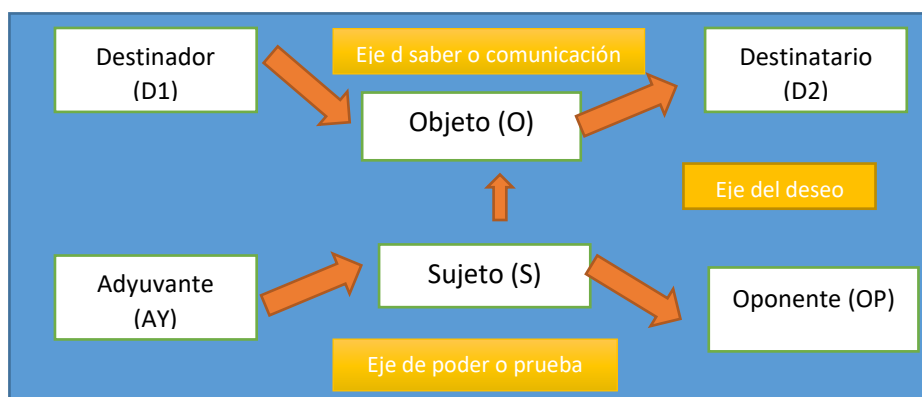 Destinador
(D1)
Eje d saber o comunicación
Destinatario
(D2)
Objeto (O)
Eje del deseo
Adyuvante
(AY)
Sujeto (S)
Oponente (OP)
Eje de poder o prueba